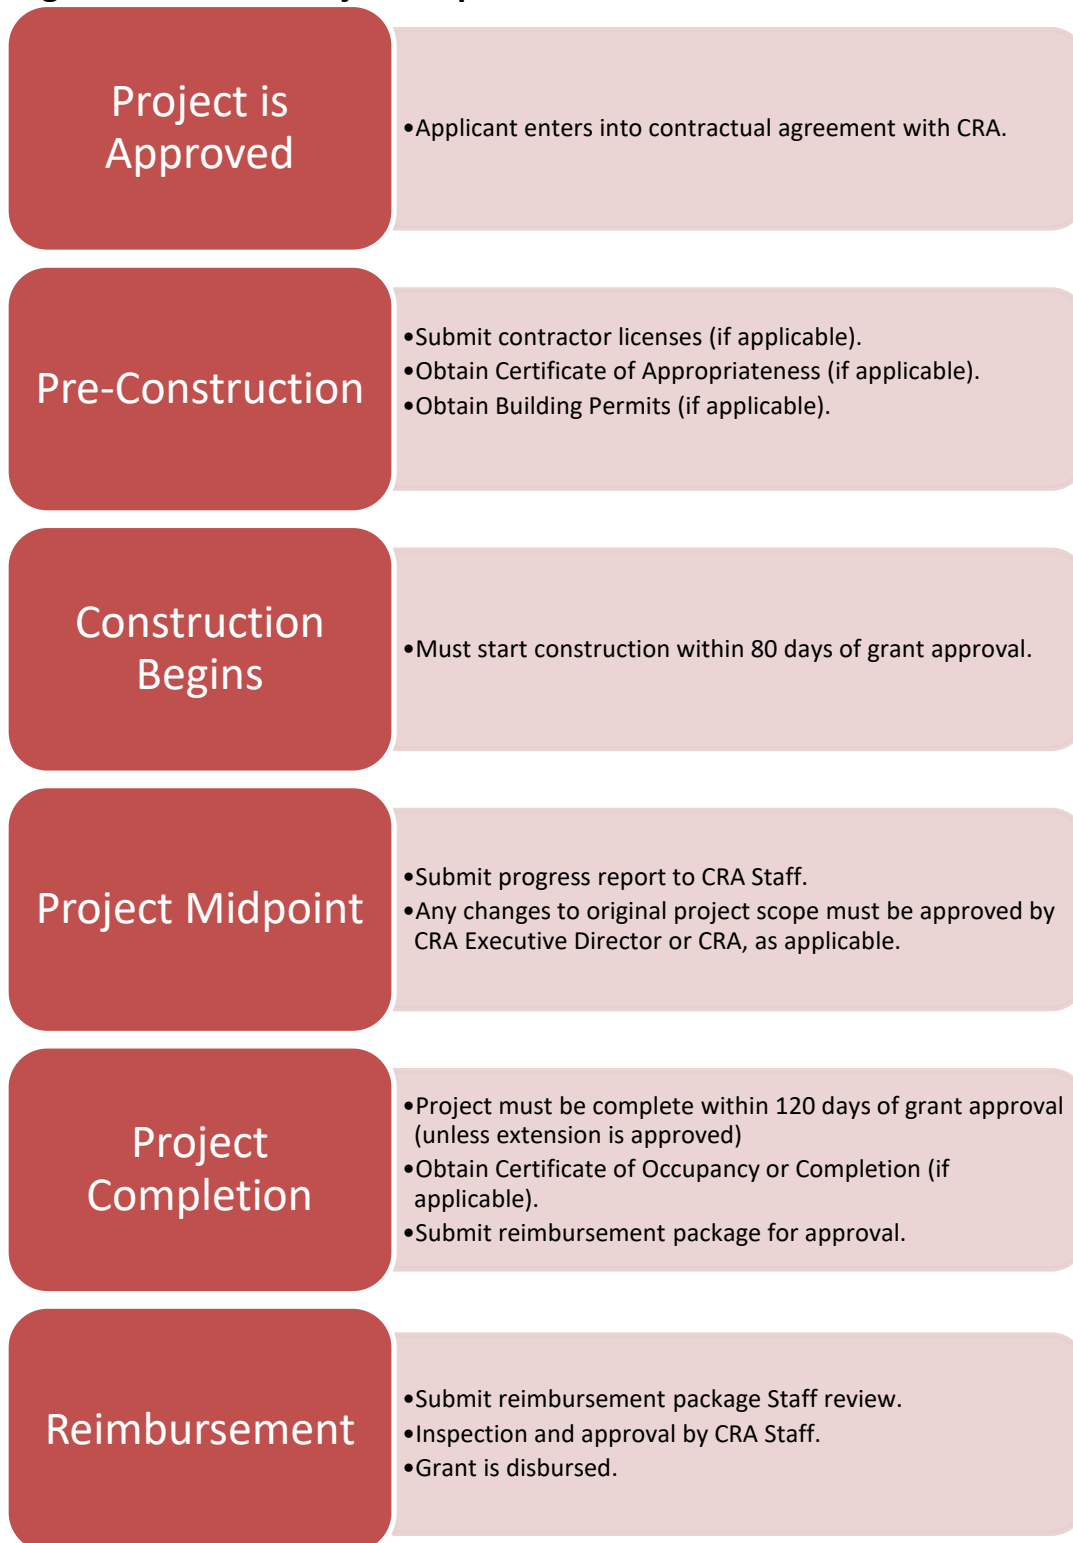 Project is
Approved
•Applicant enters into contractual agreement with CRA.
Pre-Construction
•Submit contractor licenses (if applicable).
•Obtain Certificate of Appropriateness (if applicable).
•Obtain Building Permits (if applicable).
Construction
Begins
•Must start construction within 80 days of grant approval.
Project Midpoint
•Submit progress report to CRA Staff.
•Any changes to original project scope must be approved by
CRA Executive Director or CRA, as applicable.
Project
Completion
•Project must be complete within 120 days of grant approval
(unless extension is approved)
•Obtain Certificate of Occupancy or Completion (if
applicable).
•Submit reimbursement package for approval.
Reimbursement
•Submit reimbursement package Staff review.
•Inspection and approval by CRA Staff.
•Grant is disbursed.